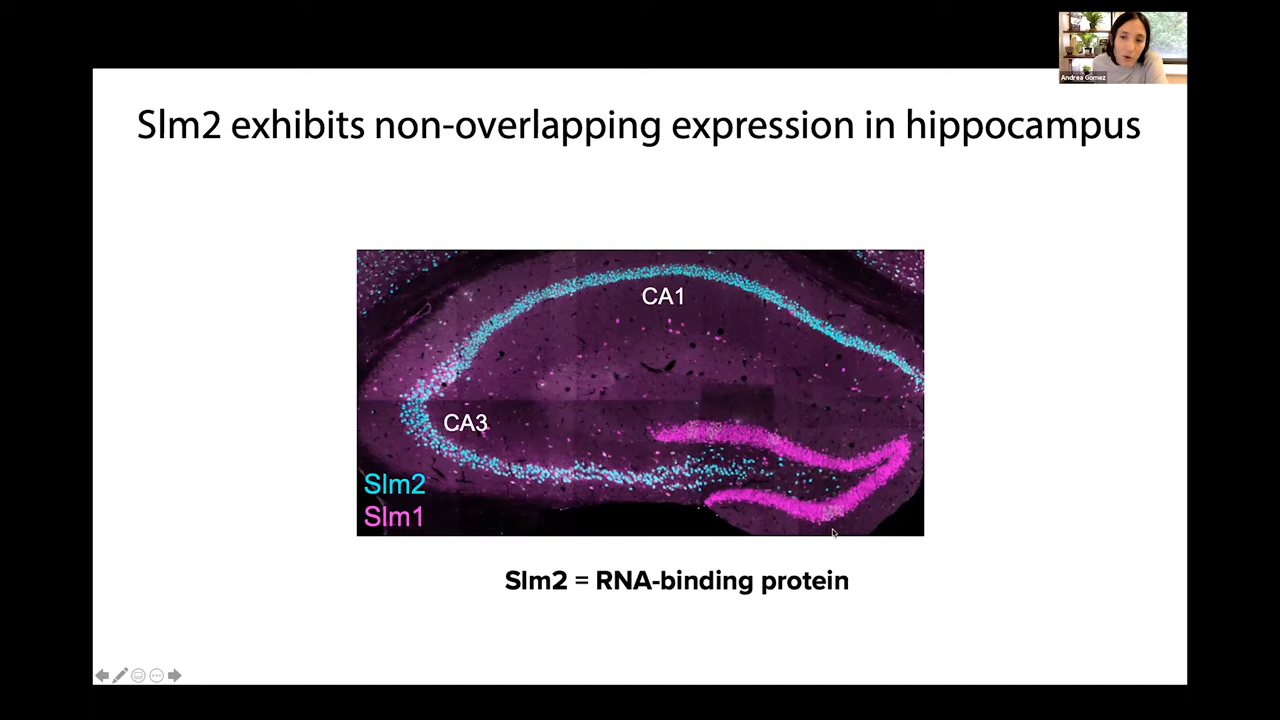 Andrea Gomez
Slm2 exhibits non-overlapping expression in hippocampus
CA1
CA3
Slm2
Slm1
Slm2 = RNA-binding protein